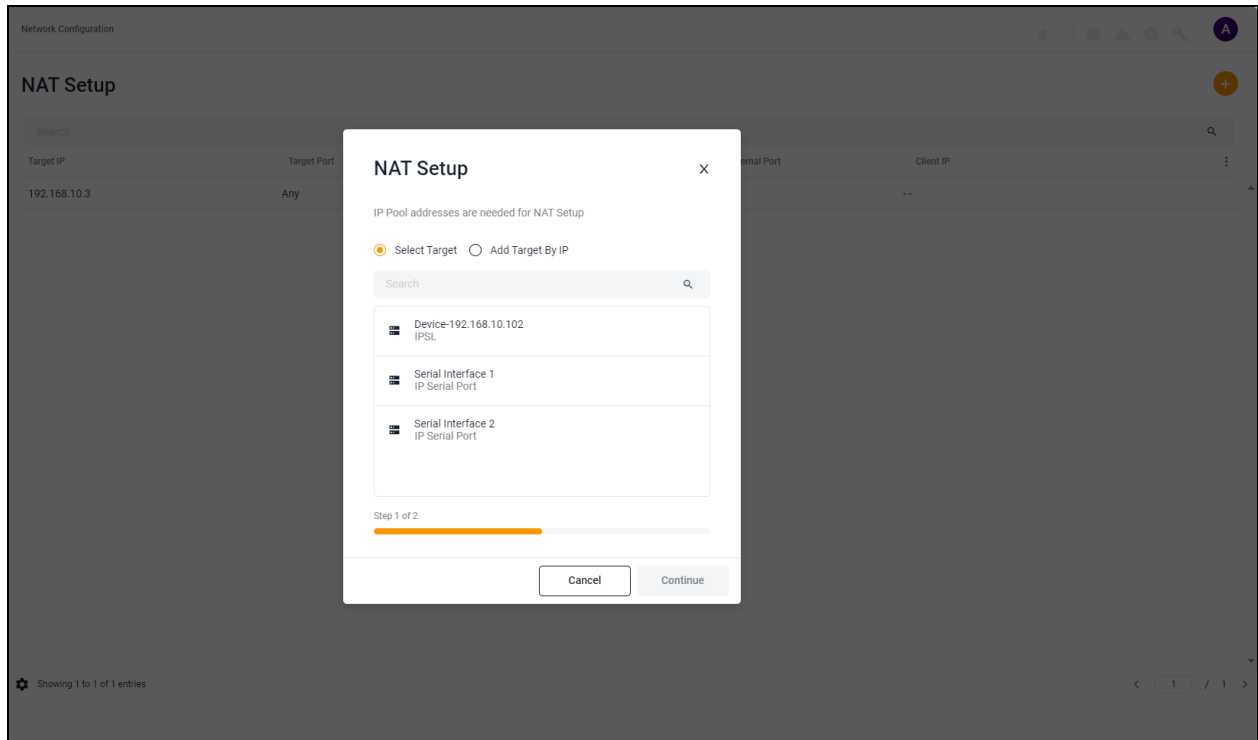 Network Configuration
A
NAT Setup
Search
Target IP Target Port ernal Port Client IP
192.168.10.3 Any - -
NAT Setup
X
IP Pool addresses are needed for NAT Setup
Select Target Add Target By IP
Search
Device-192.168.10.102
IPSL
Serial Interface 1
IP Serial Port
Serial Interface 2
IP Serial Port
Step 1 of 2
Cancel Continue
Showing 1 to 1 of 1 entries
< 1 / 1 >